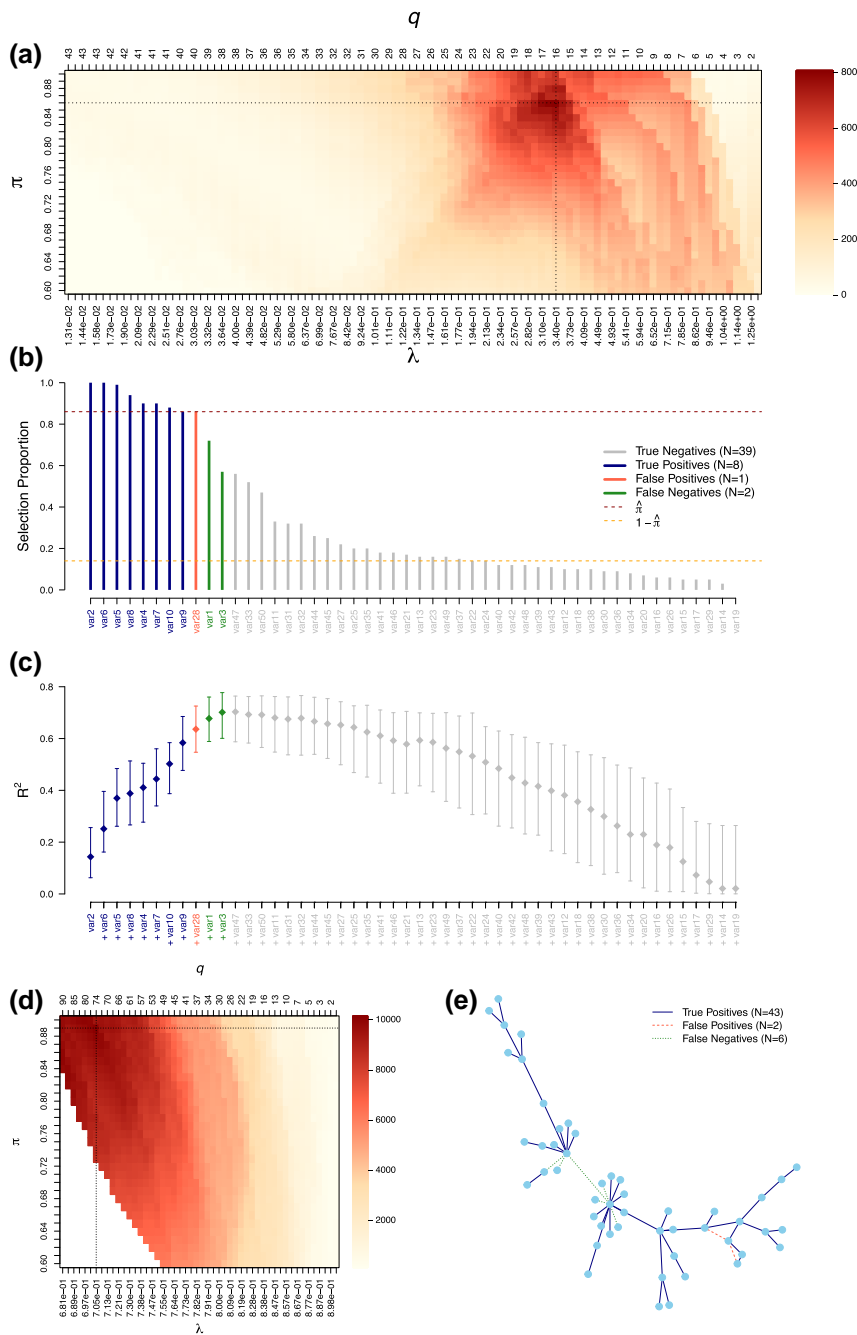 q
(a)
43 43 43 42 42 41 41 41 40 40 40 39 38 38 36 35 33 32 31 30 30 29 27 26 25 24 23 22 20 19 18 17 16 15 14 13 12 11 10 9 8 7 6 5 4 3 2 1
π
0.88
0.84
0.80
0.76
0.72
0.68
0.64
0.60
1.31e−02 1.44e−02 1.58e−02 1.73e−02 1.90e−02 2.09e−02 2.29e−02 2.51e−02 2.76e−02 3.03e−02 3.32e−02 3.64e−02 4.00e−02 4.39e−02 4.82e−02 5.29e−02 5.80e−02 6.37e−02 6.99e−02 7.67e−02 8.42e−02 9.24e−02 1.01e−01 1.11e−01 1.22e−01 1.34e−01 1.47e−01 1.61e−01 1.77e−01 1.94e−01 2.13e−01 2.34e−01 2.57e−01 2.82e−01 3.10e−01 3.40e−01 3.73e−01 4.09e−01 4.49e−01 4.93e−01 5.41e−01 5.94e−01 6.52e−01 7.15e−01 7.85e−01 8.62e−01 9.46e−01 1.04e+00 1.14e+00 1.25e+00
λ
800
600
400
200
0
(b)
Selection Proportion
1.0
0.8
0.6
0.4
0.2
0.0
True Negatives (N=39)
True Positives (N=8)
False Positives (N=1)
False Negatives (N=2)
π̂
1 − π̂
var2 var6 var5 var8 var4 var7 var10 var9 var28 var1 var3 var47 var33 var50 var11 var31 var32 var44 var45 var27 var25 var35 var41 var46 var21 var13 var23 var49 var37 var22 var24 var40 var42 var48 var39 var43 var12 var18 var38 var30 var36 var34 var20 var16 var26 var15 var17 var29 var14 var19
(c)
R²
0.8
0.6
0.4
0.2
0.0
var2 + var6 + var5 + var8 + var4 + var7 + var10 + var9 + var28 + var1 + var3 var47 + var33 + var50 + var11 + var31 + var32 + var44 + var45 + var27 + var25 + var35 + var41 + var46 + var21 + var13 + var23 + var49 + var37 + var22 + var24 + var40 + var42 + var48 + var39 + var43 + var12 + var18 + var38 + var30 + var36 + var34 + var20 + var16 + var26 + var15 + var17 + var29 + var14 + var19
q
(d)
90 85 80 74 70 66 61 57 53 49 45 41 37 34 30 26 22 19 16 13 10 7 5 3 2
π
0.88
0.84
0.80
0.76
0.72
0.68
0.64
0.60
6.81e−01 6.89e−01 6.97e−01 7.05e−01 7.13e−01 7.21e−01 7.30e−01 7.38e−01 7.47e−01 7.55e−01 7.64e−01 7.73e−01 7.82e−01 7.91e−01 8.00e−01 8.09e−01 8.19e−01 8.28e−01 8.38e−01 8.47e−01 8.57e−01 8.67e−01 8.77e−01 8.87e−01 8.98e−01
λ
10000
8000
6000
4000
2000
(e)
True Positives (N=43)
False Positives (N=2)
False Negatives (N=6)